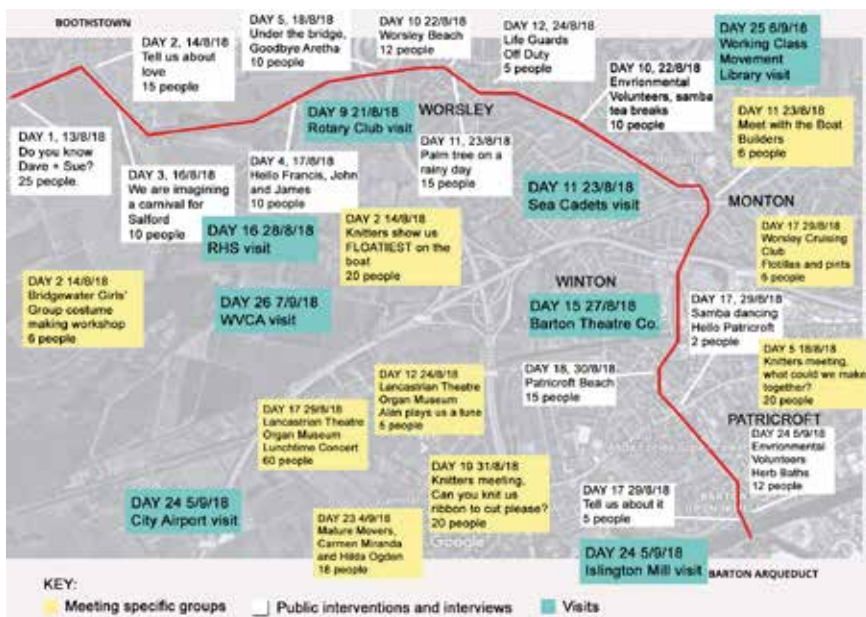 BOOTHSTOWN
DAY 2, 14/8/18
Tell us about
love
15 people
DAY 5, 18/8/18
Under the bridge,
Goodbye Aretha
10 people
DAY 10 22/8/18
Worsley Beach
12 people
DAY 12, 24/8/18
Life Guards
Off Duty
5 people
DAY 25 6/9/18
Working Class
Movement
Library visit
DAY 10, 22/8/18
Envrionmental
Volunteers, samba
tea breaks
10 people
DAY 9 21/8/18
Rotary Club visit
WORSLEY
DAY 11 23/8/18
Meet with the Boat
Builders
6 people
DAY 1, 13/8/18
Do you know
Dave + Sue?
25 people.
DAY 3, 16/8/18
We are imagining
a carnival for
Salford
10 people
DAY 4, 17/8/18
Hello Francis, John
and James
10 people
DAY 11, 23/8/18
Palm tree on a
rainy day
15 people
DAY 11 23/8/18
Sea Cadets visit
MONTON
DAY 16 28/8/18
RHS visit
DAY 2 14/8/18
Knitters show us
FLOATIEST on the
boat
20 people
DAY 17 29/8/18
Worsley Cruising
Club
Flotillas and pints
6 people
DAY 2 14/8/18
Bridgewater Girls'
Group costume
making workshop
6 people
DAY 26 7/9/18
WVCA visit
WINTON
DAY 15 27/8/18
Barton Theatre Co.
DAY 17, 29/8/18
Samba dancing
Hello Patricroft
2 people
DAY 5 18/8/18
Knitters meeting,
what could we make
together?
20 people
DAY 18, 30/8/18
Patricroft Beach
15 people
DAY 12 24/8/18
Lancastrian Theatre
Organ Museum
Alan plays us a tune
5 people
DAY 17 29/8/18
Lancastrian Theatre
Organ Museum
Lunchtime Concert
60 people
PATRICROFT
DAY 24 5/9/18
Envrionmental
Volunteers
Herb Baths
12 people
DAY 19 31/8/18
Knitters meeting,
Can you knit us
ribbon to cut please?
20 people
DAY 17 29/8/18
Tell us about it
5 people
DAY 24 5/9/18
City Airport visit
DAY 23 4/9/18
Mature Movers,
Carmen Miranda
and Hilda Ogden
18 people
Google
DAY 24 5/9/18
Islington Mill visit
BARTON ARQUEDUCT
KEY:
Meeting specific groups
Public interventions and interviews
Visits